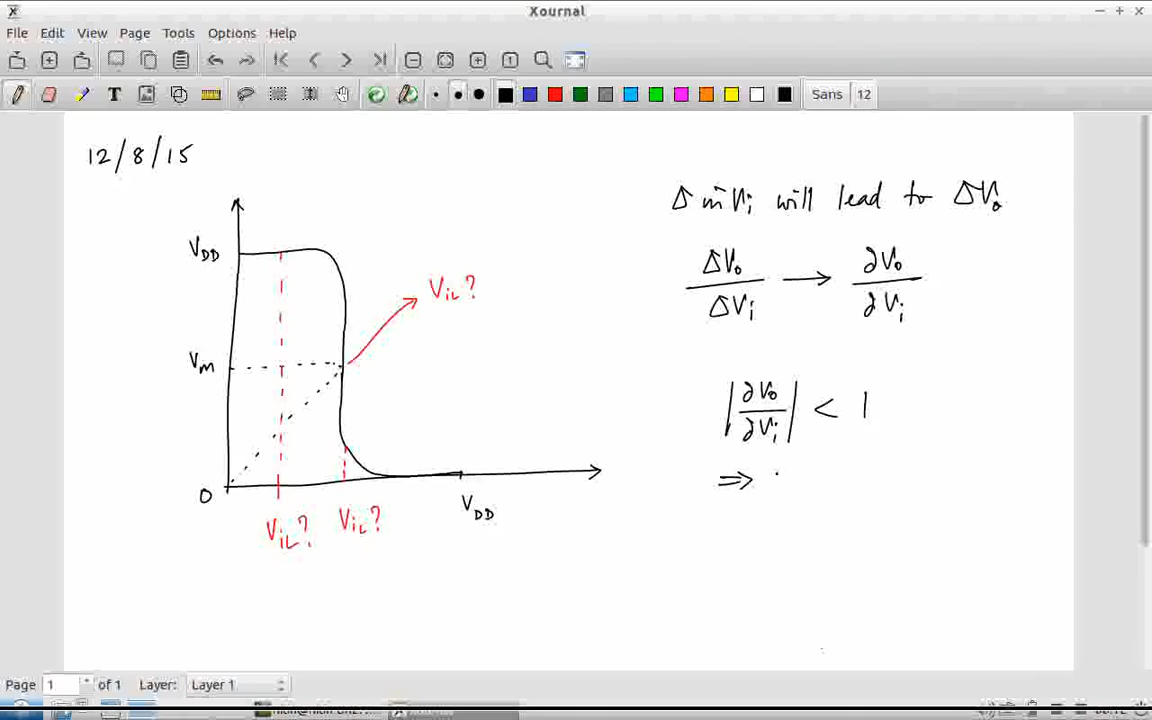 Xournal
File Edit View Page Tools Options Help
Sans 12
12/8/15
Δ in Vi will lead to ΔVo
VDD
ΔVo/ΔVi → ∂Vo/∂Vi
ViL?
Vm
|∂Vo/∂Vi| < 1
⇒
0
ViL? ViL? VDD
Page 1 of 1 Layer: Layer 1